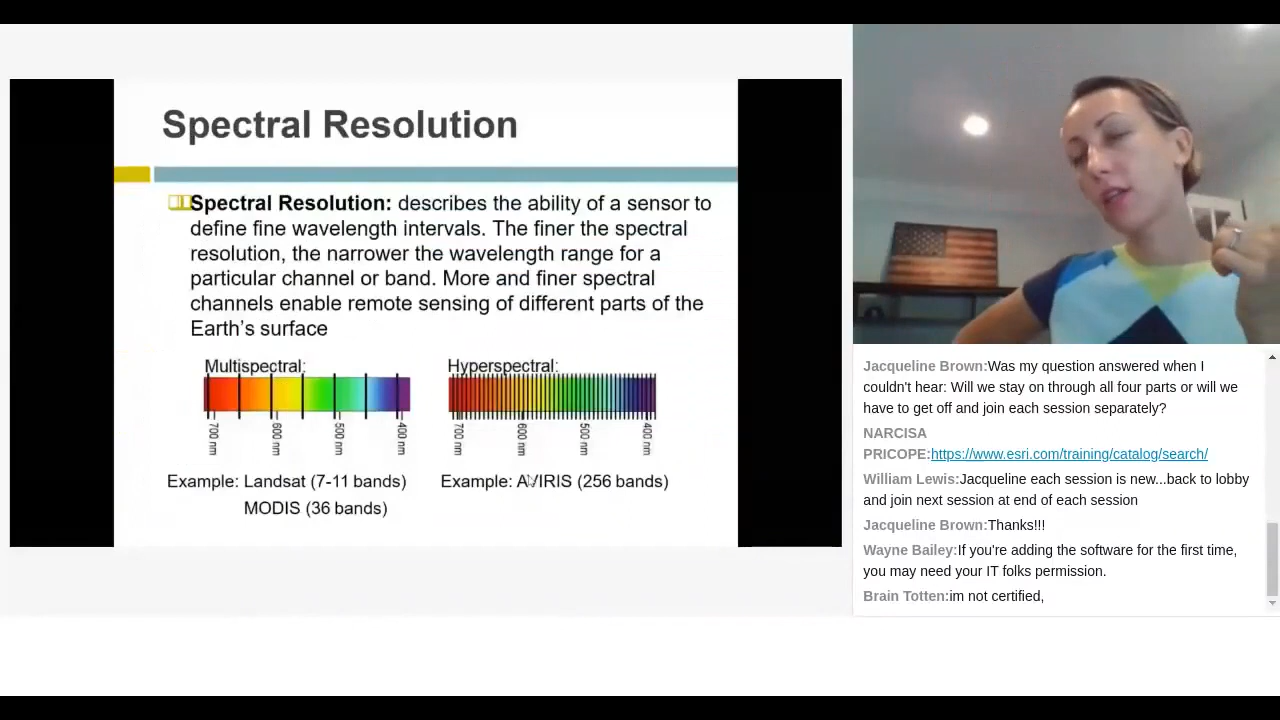 Spectral Resolution
Spectral Resolution: describes the ability of a sensor to
define fine wavelength intervals. The finer the spectral
resolution, the narrower the wavelength range for a
particular channel or band. More and finer spectral
channels enable remote sensing of different parts of the
Earth's surface
Multispectral:
700 nm
600 nm
500 nm
400 nm
Hyperspectral:
700 nm
600 nm
500 nm
400 nm
Example: Landsat (7-11 bands)
MODIS (36 bands)
Example: AVIRIS (256 bands)
Jacqueline Brown:Was my question answered when I
couldn't hear: Will we stay on through all four parts or will we
have to get off and join each session separately?
NARCISA
PRICOPE:https://www.esri.com/training/catalog/search/
William Lewis:Jacqueline each session is new...back to lobby
and join next session at end of each session
Jacqueline Brown:Thanks!!!
Wayne Bailey:If you're adding the software for the first time,
you may need your IT folks permission.
Brain Totten:im not certified,